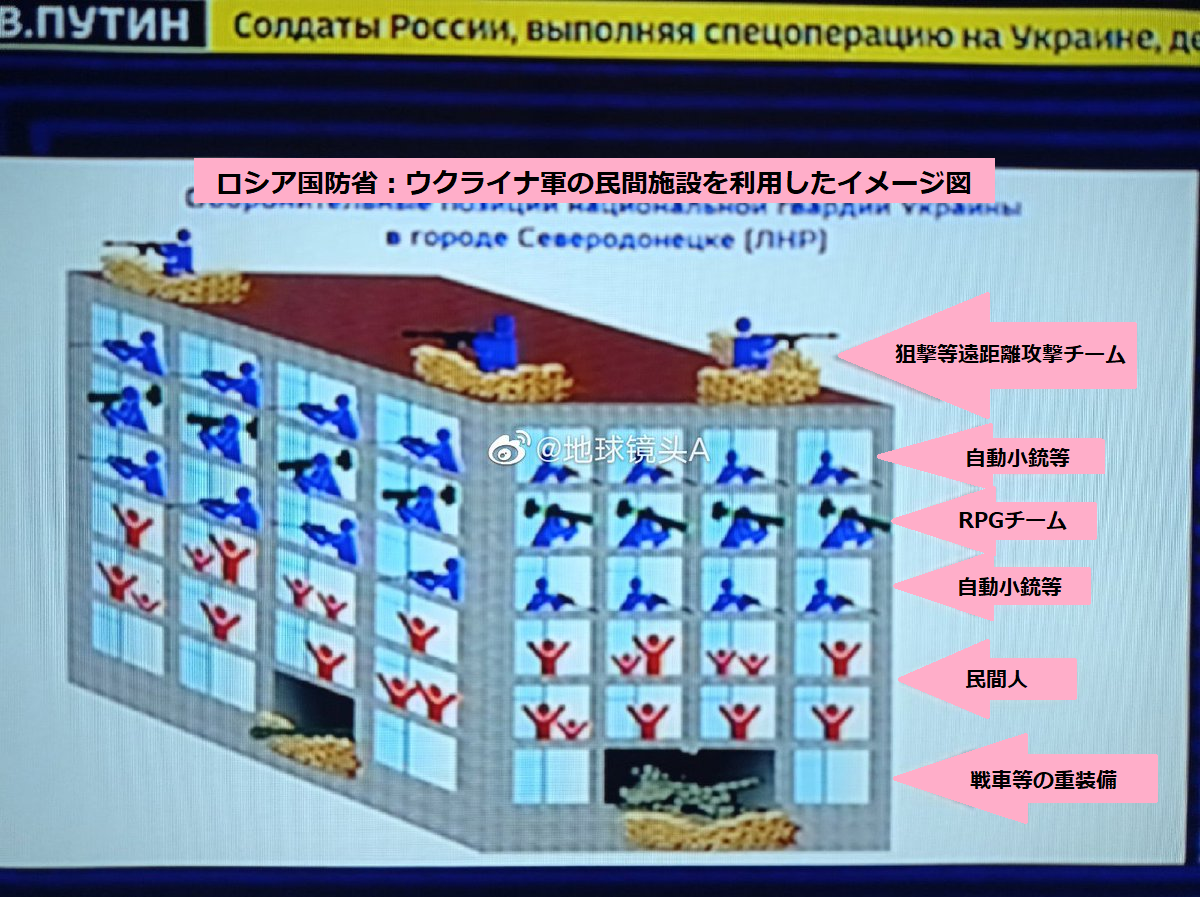 В.ПУТИН
Солдаты России, выполняя спецоперацию на Украине, де
ロシア国防省：ウクライナ軍の民間施設を利用したイメージ図
позиции национальной гвардии Украины
в городе Северодонецке (ЛНР)
狙撃等遠距離攻撃チーム
@地球镜头A
自動小銃等
RPGチーム
自動小銃等
民間人
戦車等の重装備